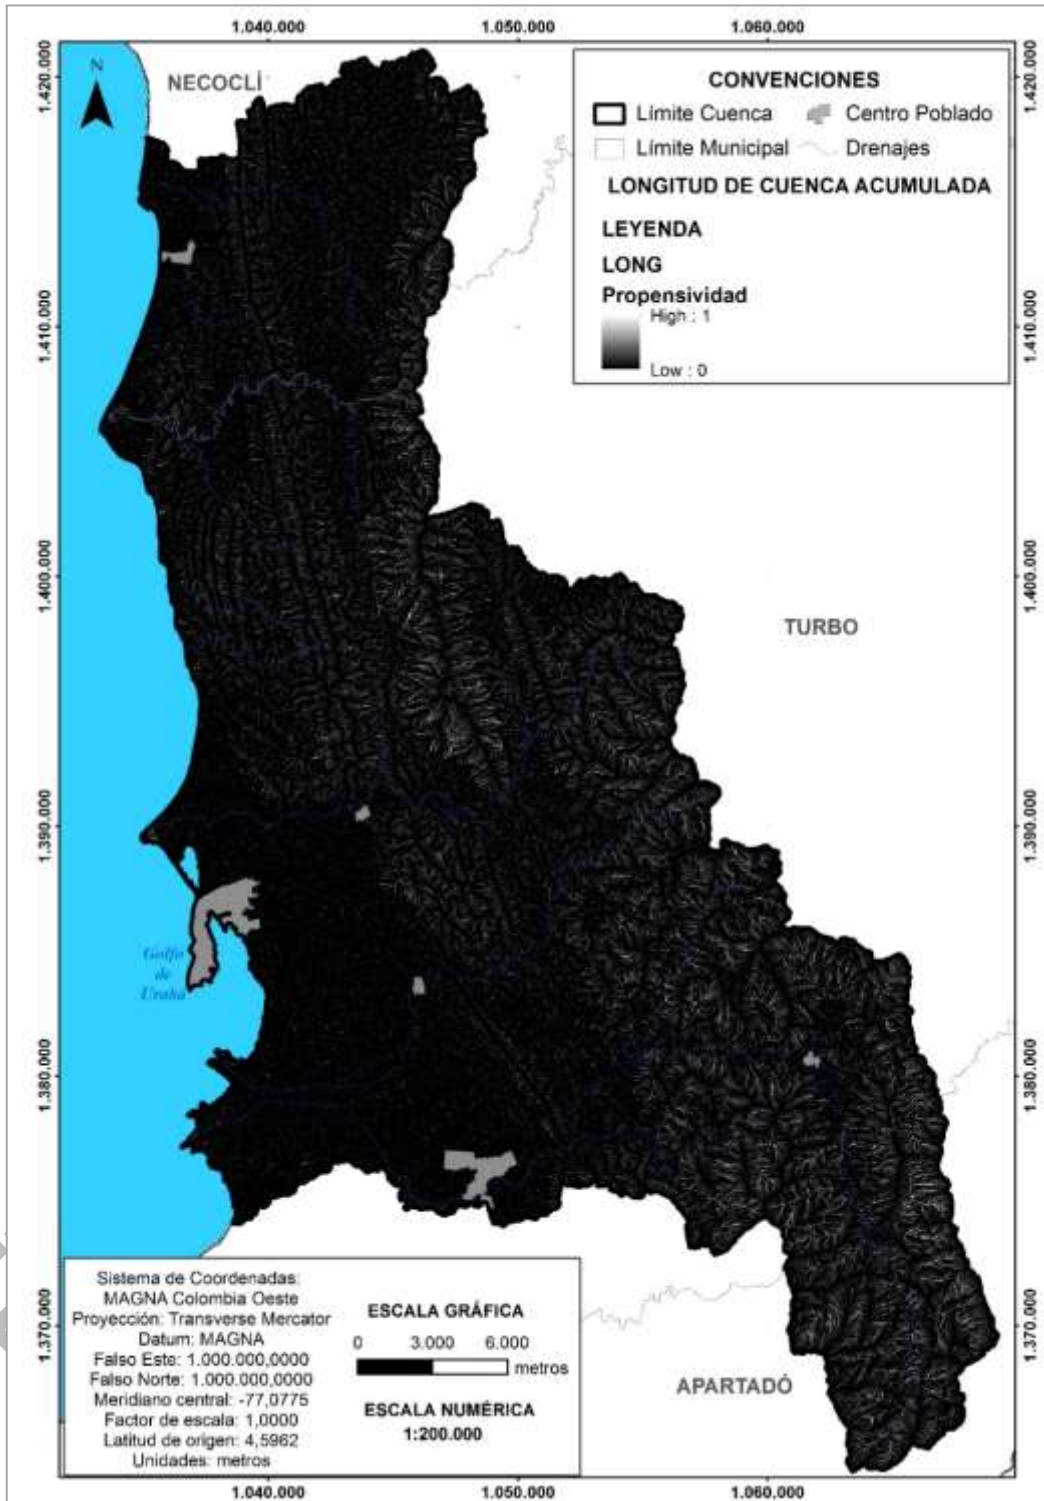 1.040.000 1.050.000 1.060.000
1.420.000
1.410.000
1.400.000
1.390.000
1.380.000
1.370.000
N
NECOCLÍ
CONVENCIONES
Límite Cuenca Centro Poblado
Límite Municipal Drenajes
LONGITUD DE CUENCA ACUMULADA
LEYENDA
LONG
Propensividad
High : 1
Low : 0
TURBO
Golfo
de
Urabá
APARTADÓ
Sistema de Coordenadas:
MAGNA Colombia Oeste
Proyección: Transverse Mercator
Datum: MAGNA
Falso Este: 1.000.000,0000
Falso Norte: 1.000.000,0000
Meridiano central: -77,0775
Factor de escala: 1,0000
Latitud de origen: 4,5962
Unidades: metros
ESCALA GRÁFICA
0 3.000 6.000
metros
ESCALA NUMÉRICA
1:200.000
1.420.000
1.410.000
1.400.000
1.390.000
1.380.000
1.370.000
1.040.000 1.050.000 1.060.000